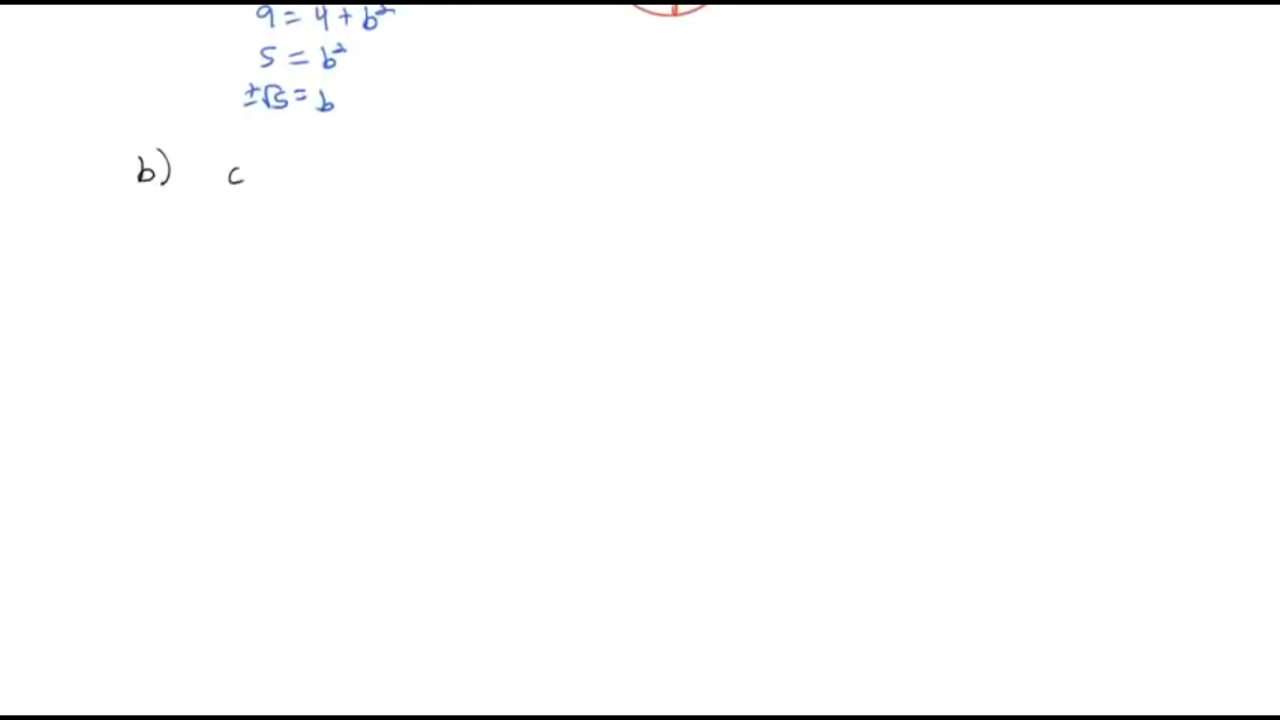 9 = 4 + b²
5 = b²
±√5 = b
b) c